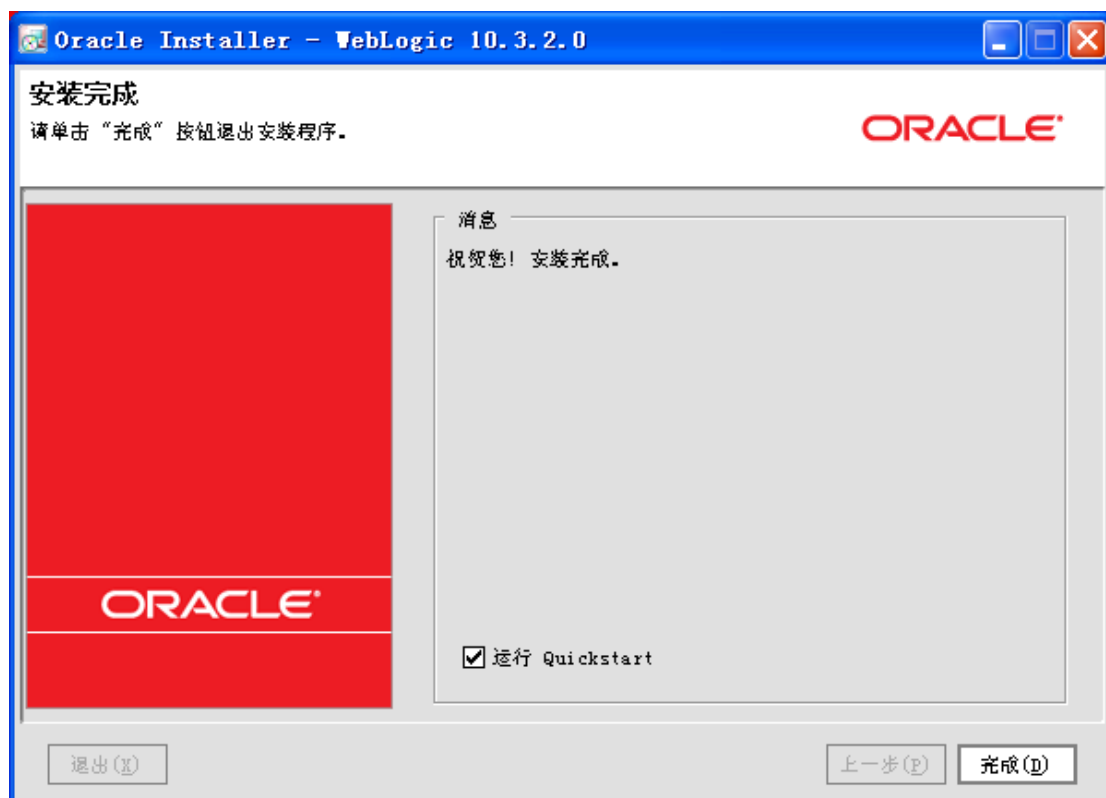 Oracle Installer - WebLogic 10.3.2.0
安装完成
请单击“完成”按钮退出安装程序.
ORACLE
消息
祝贺您! 安装完成.
ORACLE
运行 Quickstart
退出(X)
上一步(P)
完成(D)